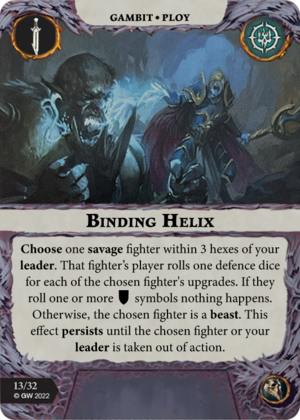 GAMBIT • PLOY
BINDING HELIX
Choose one savage fighter within 3 hexes of your
leader. That fighter's player rolls one defence dice
for each of the chosen fighter's upgrades. If they
roll one or more symbols nothing happens.
Otherwise, the chosen fighter is a beast. This
effect persists until the chosen fighter or your
leader is taken out of action.
13/32
© GW 2022